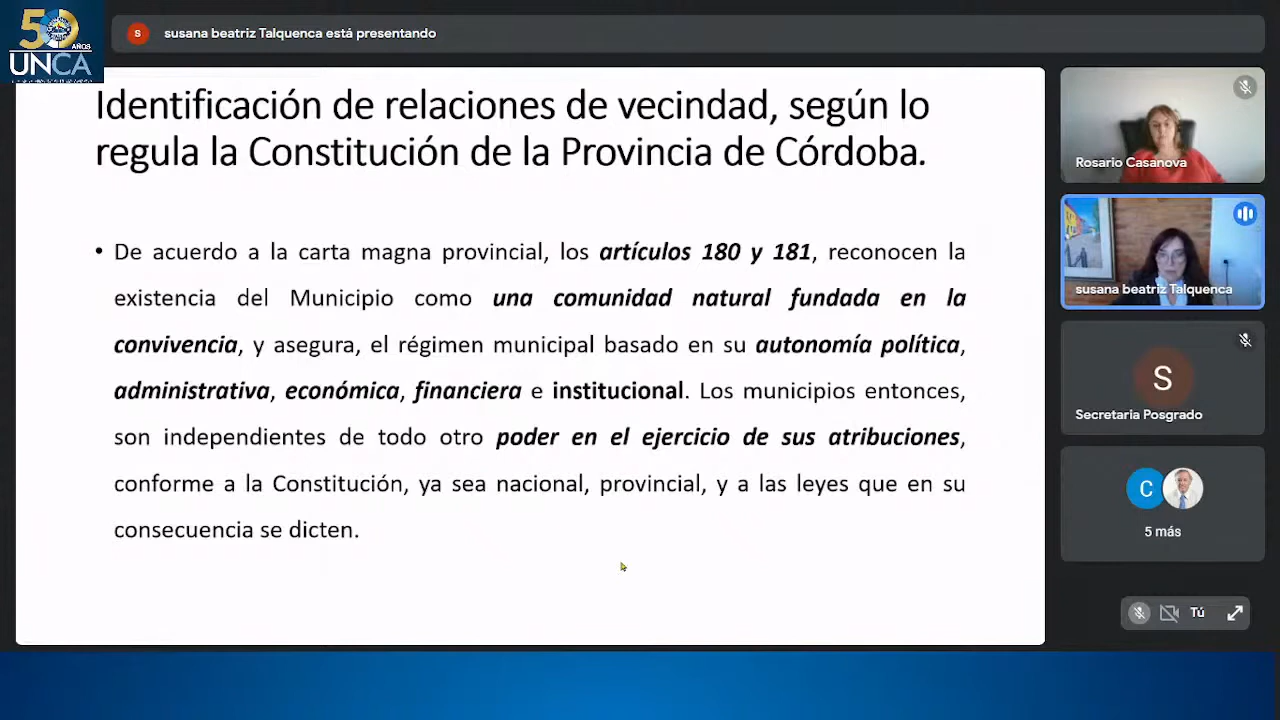 50
AÑOS
UNCA
S
susana beatriz Talquenca está presentando
Identificación de relaciones de vecindad, según lo
regula la Constitución de la Provincia de Córdoba.
• De acuerdo a la carta magna provincial, los artículos 180 y 181, reconocen la
existencia del Municipio como una comunidad natural fundada en la
convivencia, y asegura, el régimen municipal basado en su autonomía política,
administrativa, económica, financiera e institucional. Los municipios entonces,
son independientes de todo otro poder en el ejercicio de sus atribuciones,
conforme a la Constitución, ya sea nacional, provincial, y a las leyes que en su
consecuencia se dicten.
Rosario Casanova
susana beatriz Talquenca
S
Secretaria Posgrado
C
5 más
Tú